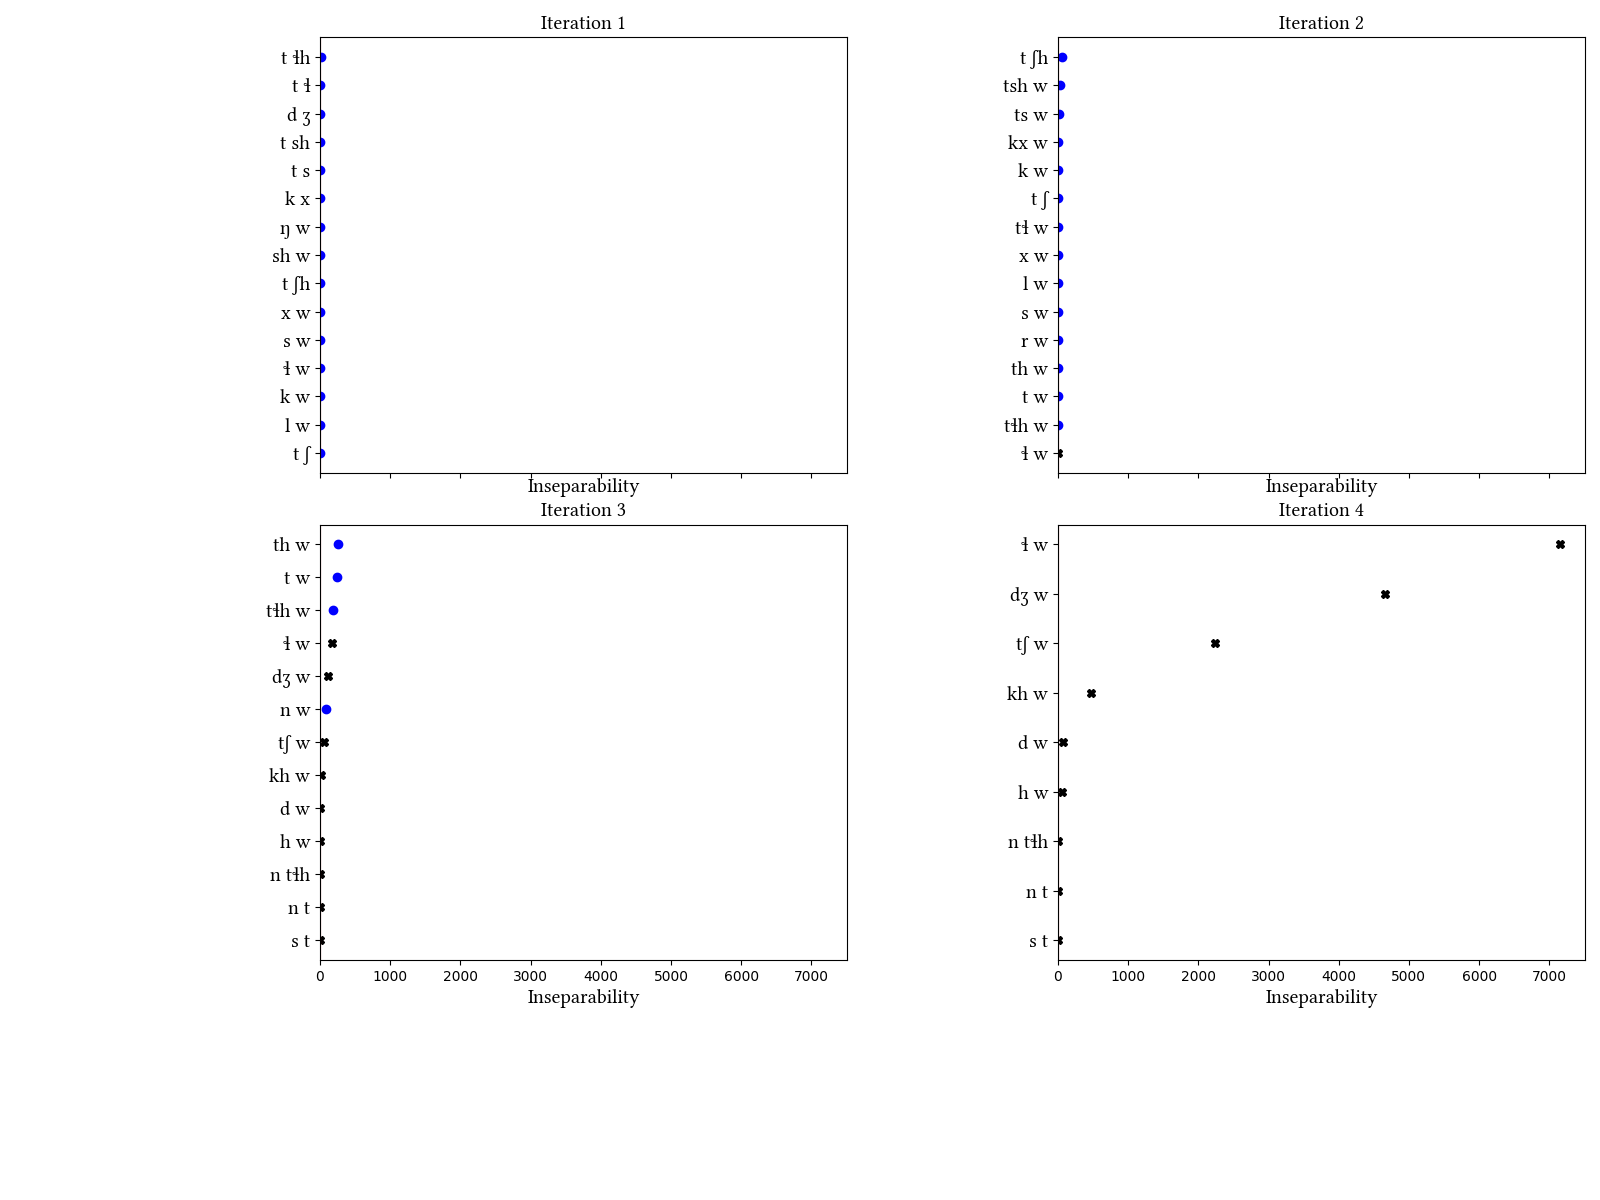 Iteration 1
t ɬh
t ɬ
d ʒ
t sh
t s
k x
ŋ w
sh w
t ʃh
x w
s w
ɬ w
k w
l w
t ʃ
Inseparability
Iteration 2
t ʃh
tsh w
ts w
kx w
k w
t ʃ
tɬ w
x w
l w
s w
r w
th w
t w
tɬh w
ɬ w
Inseparability
Iteration 3
th w
t w
tɬh w
ɬ w
dʒ w
n w
tʃ w
kh w
d w
h w
n tɬh
n t
s t
0 1000 2000 3000 4000 5000 6000 7000
Inseparability
Iteration 4
ɬ w
dʒ w
tʃ w
kh w
d w
h w
n tɬh
n t
s t
0 1000 2000 3000 4000 5000 6000 7000
Inseparability